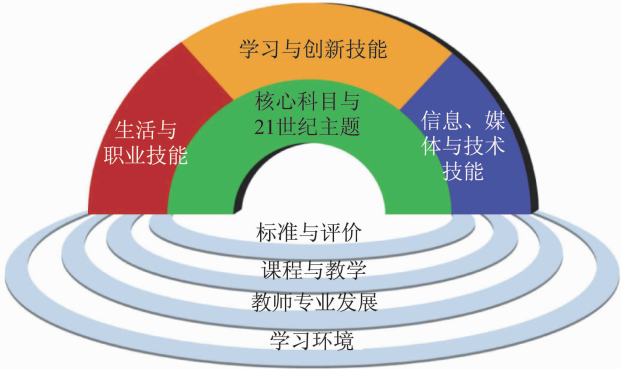 学习与创新技能
核心科目与
21世纪主题
生活与
职业技能
信息、媒
体与技术
技能
标准与评价
课程与教学
教师专业发展
学习环境